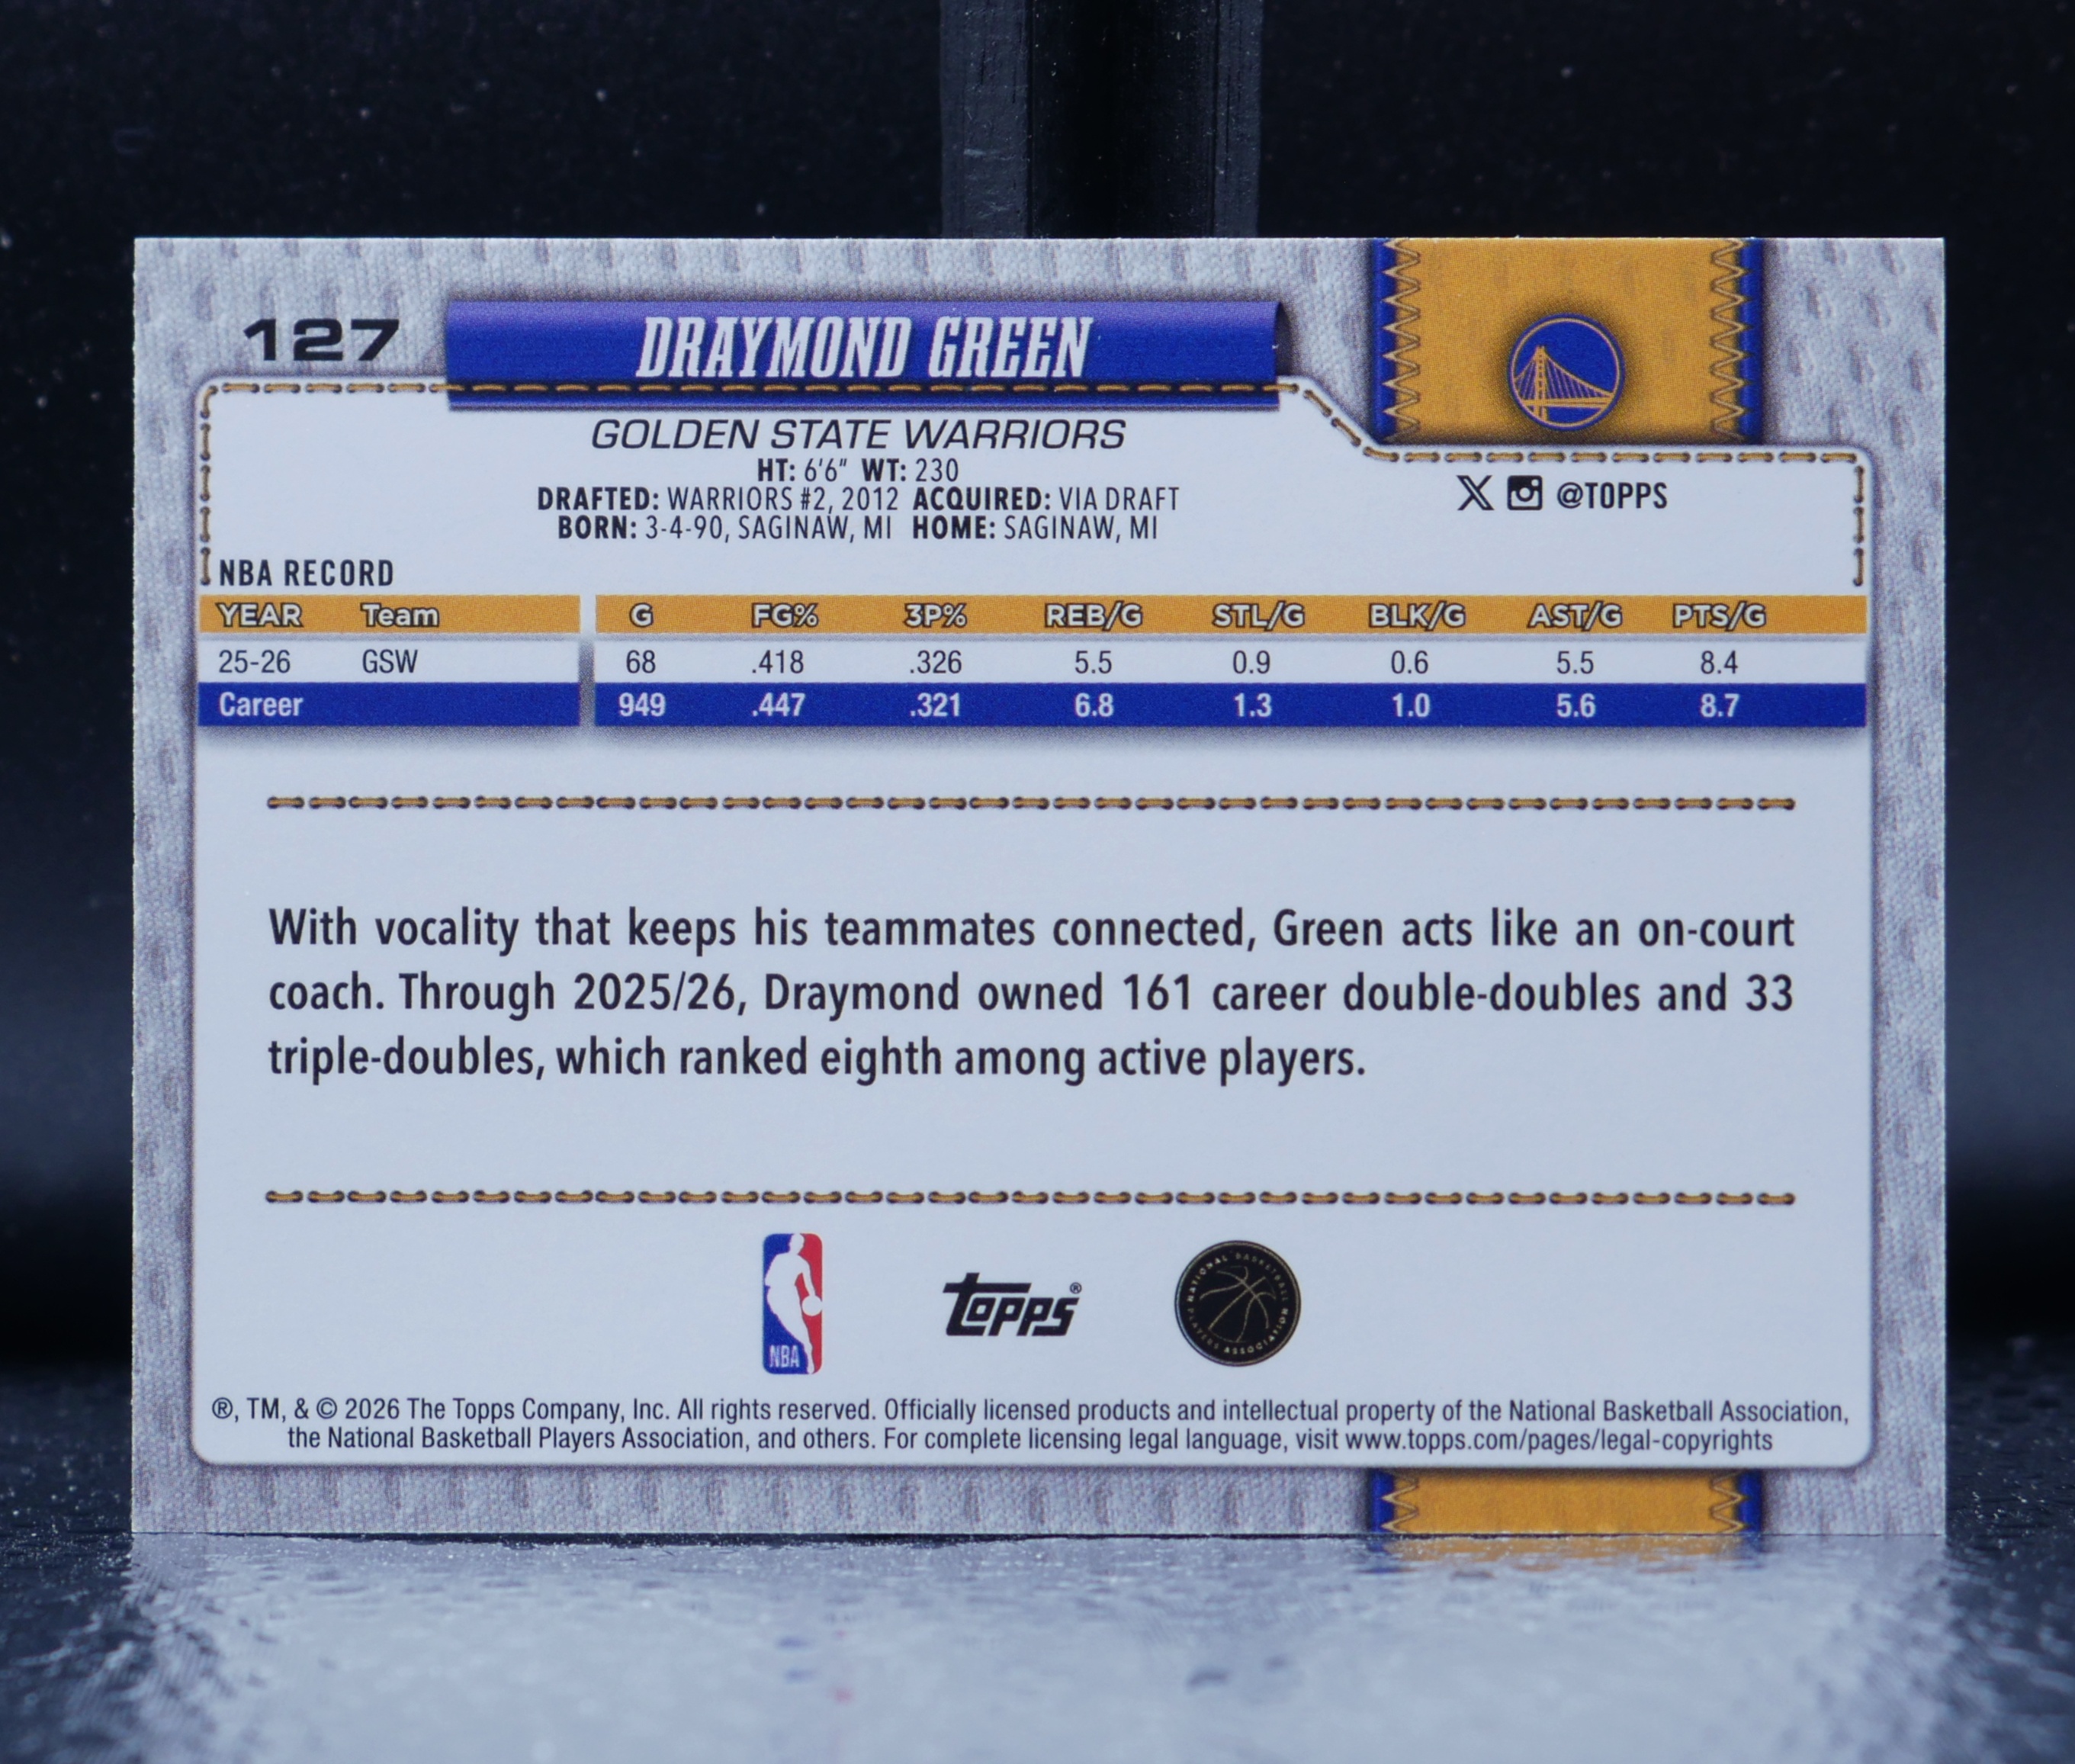 127
DRAYMOND GREEN
GOLDEN STATE WARRIORS
HT: 6'6" WT: 230
DRAFTED: WARRIORS #2, 2012 ACQUIRED: VIA DRAFT
BORN: 3-4-90, SAGINAW, MI HOME: SAGINAW, MI
X @TOPPS
NBA RECORD
YEAR Team G FG% 3P% REB/G STL/G BLK/G AST/G PTS/G
25-26 GSW 68 .418 .326 5.5 0.9 0.6 5.5 8.4
Career 949 .447 .321 6.8 1.3 1.0 5.6 8.7
With vocality that keeps his teammates connected, Green acts like an on-court
coach. Through 2025/26, Draymond owned 161 career double-doubles and 33
triple-doubles, which ranked eighth among active players.
NBA
Topps®
NATIONAL BASKETBALL PLAYERS ASSOCIATION
®, TM, & © 2026 The Topps Company, Inc. All rights reserved. Officially licensed products and intellectual property of the National Basketball Association,
the National Basketball Players Association, and others. For complete licensing legal language, visit www.topps.com/pages/legal-copyrights